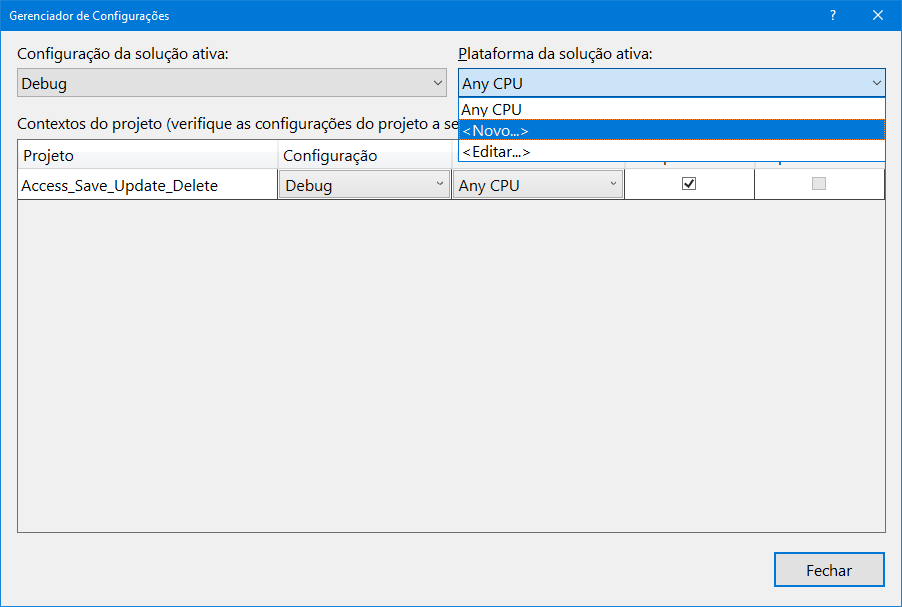 Gerenciador de Configurações
?
Configuração da solução ativa:
Plataforma da solução ativa:
Debug
Any CPU
Any CPU
<Novo...>
<Editar...>
Contextos do projeto (verifique as configurações do projeto a se
Projeto
Configuração
Access_Save_Update_Delete
Debug
Any CPU
Fechar